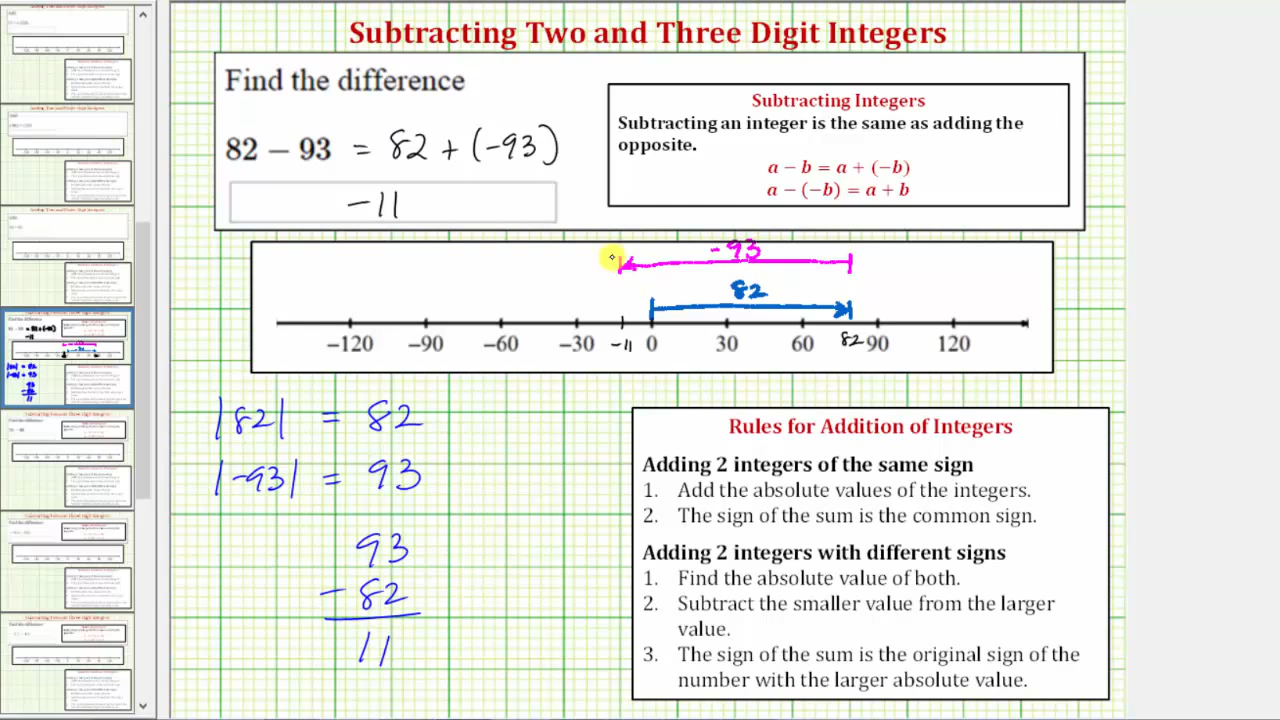 Subtracting Two and Three Digit Integers
Find the difference
82 − 93 = 82 + (-93)
-11
Subtracting Integers
Subtracting an integer is the same as adding the
opposite.
a − b = a + (−b)
a − (−b) = a + b
-93
82
−120 −90 −60 −30 -11 0 30 60 82 90 120
|82| = 82
|-93| = 93
93
- 82
11
Rules for Addition of Integers
Adding 2 integers of the same sign
1. Add the absolute values of the integers.
2. The sign of the sum is the common sign.
Adding 2 integers with different signs
1. Find the absolute value of both.
2. Subtract the smaller value from the larger
value.
3. The sign of the sum is the original sign of the
number with the larger absolute value.